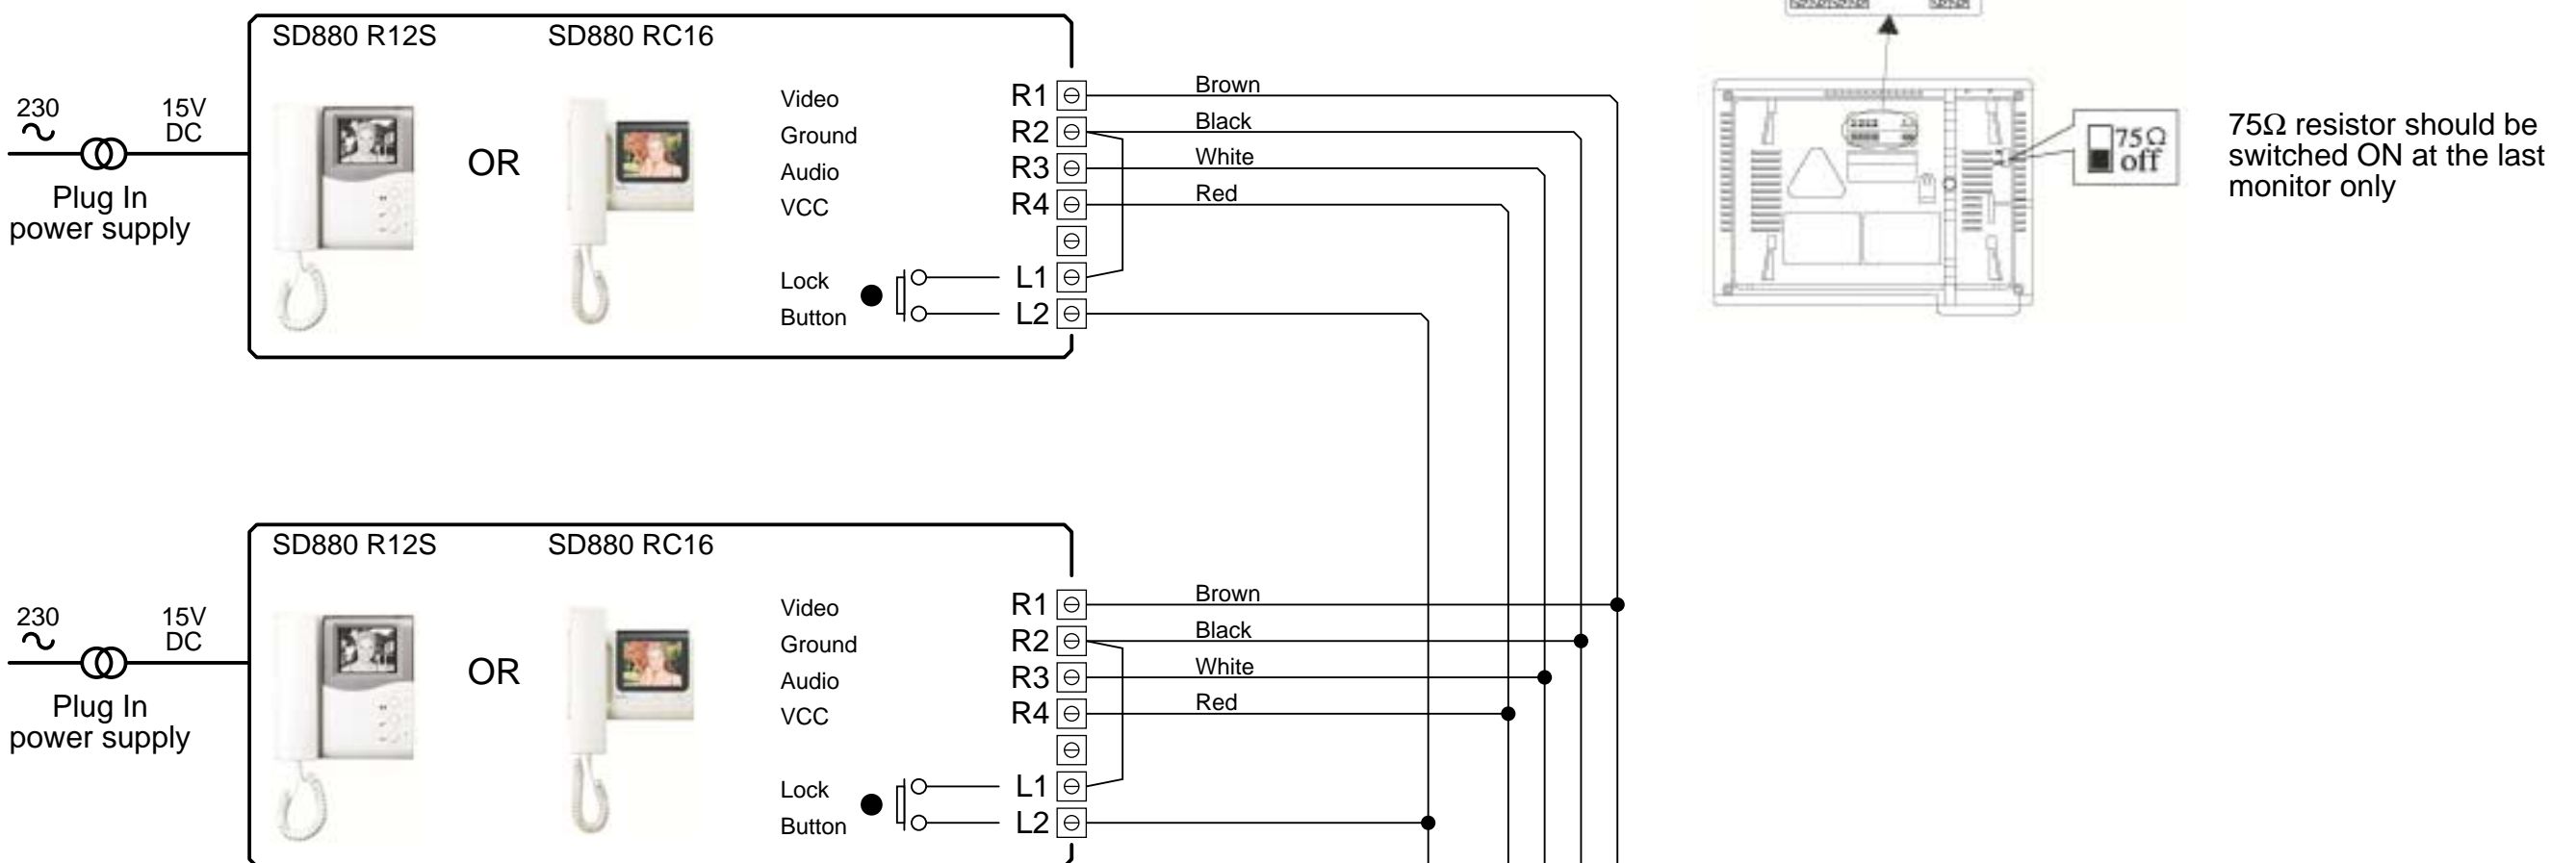 SD880 R12S SD880 RC16
230 15V
DC
Plug In
power supply
OR
Video R1 Brown
Ground R2 Black
Audio R3 White
VCC R4 Red
Lock L1
Button L2
75Ω
off
75Ω resistor should be
switched ON at the last
monitor only
SD880 R12S SD880 RC16
230 15V
DC
Plug In
power supply
OR
Video R1 Brown
Ground R2 Black
Audio R3 White
VCC R4 Red
Lock L1
Button L2